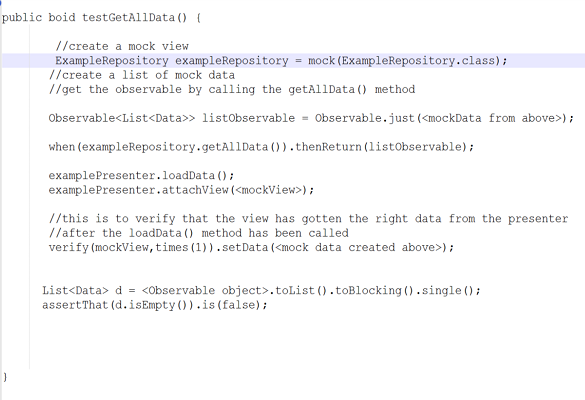 public boid testGetAllData() {
//create a mock view
ExampleRepository exampleRepository = mock(ExampleRepository.class);
//create a list of mock data
//get the observable by calling the getAllData() method
Observable<List<Data>> listObservable = Observable.just(<mockData from above>);
when(exampleRepository.getAllData()).thenReturn(listObservable);
examplePresenter.loadData();
examplePresenter.attachView(<mockView>);
//this is to verify that the view has gotten the right data from the presenter
//after the loadData() method has been called
verify(mockView,times(1)).setData(<mock data created above>);
List<Data> d = <Observable object>.toList().toBlocking().single();
assertThat(d.isEmpty()).is(false);
}